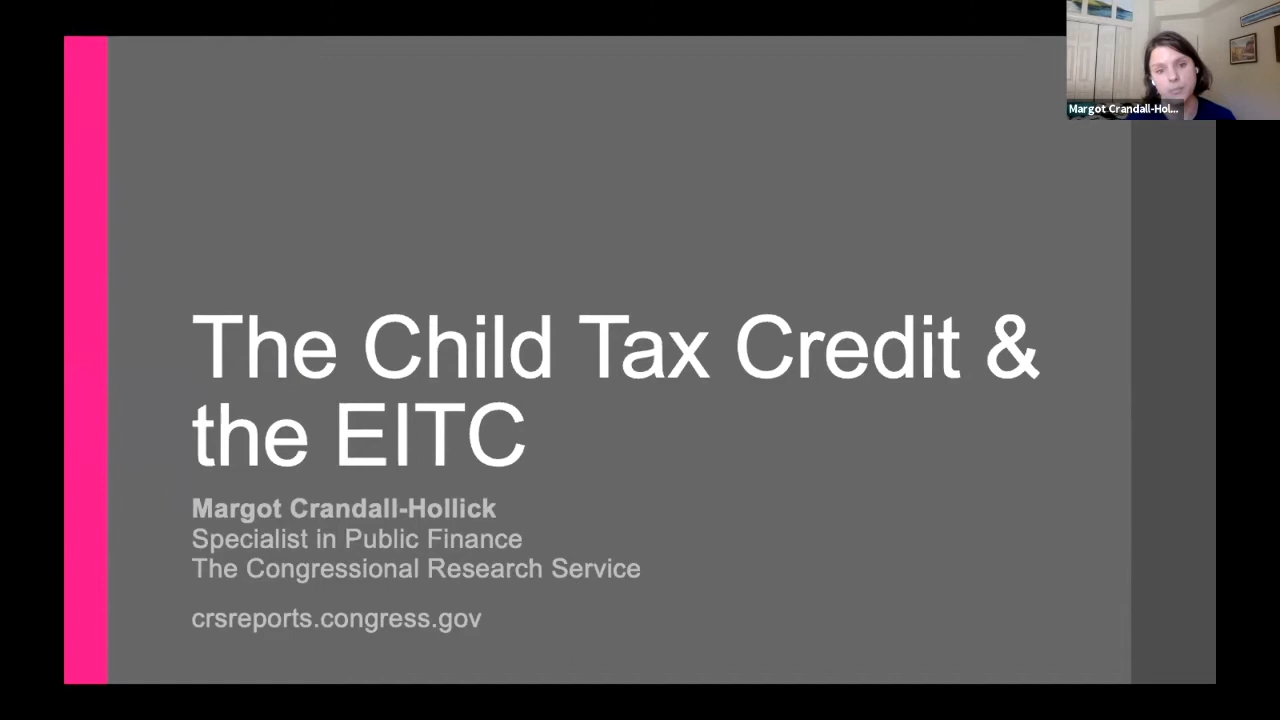 Margot Crandall-Hol...
The Child Tax Credit &
the EITC
Margot Crandall-Hollick
Specialist in Public Finance
The Congressional Research Service
crsreports.congress.gov